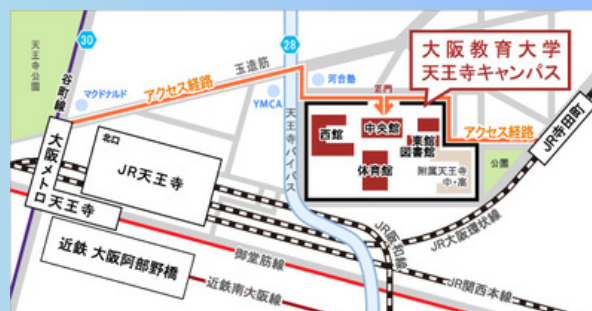 天王寺公園
30
谷町線
マクドナルド
アクセス経路
玉造筋
YMCA
28
河合塾
天王寺バイパス
大阪教育大学
天王寺キャンパス
正門
西館
中央館
東館
図書館
体育館
附属天王寺
中・高
アクセス経路
公園
JR寺田町
大阪メトロ
天王寺
北口
JR天王寺
近鉄 大阪阿部野橋
御堂筋線
近鉄南大阪線
JR阪和線
JR大阪環状線
JR関西本線